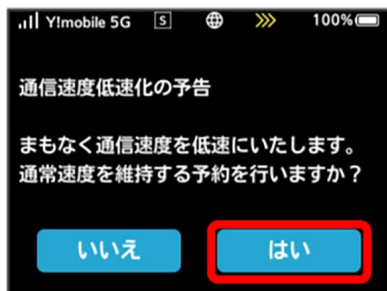 Y!mobile 5G S 100%
通信速度低速化の予告
まもなく通信速度を低速にいたします。
通常速度を維持する予約を行いますか？
いいえ はい